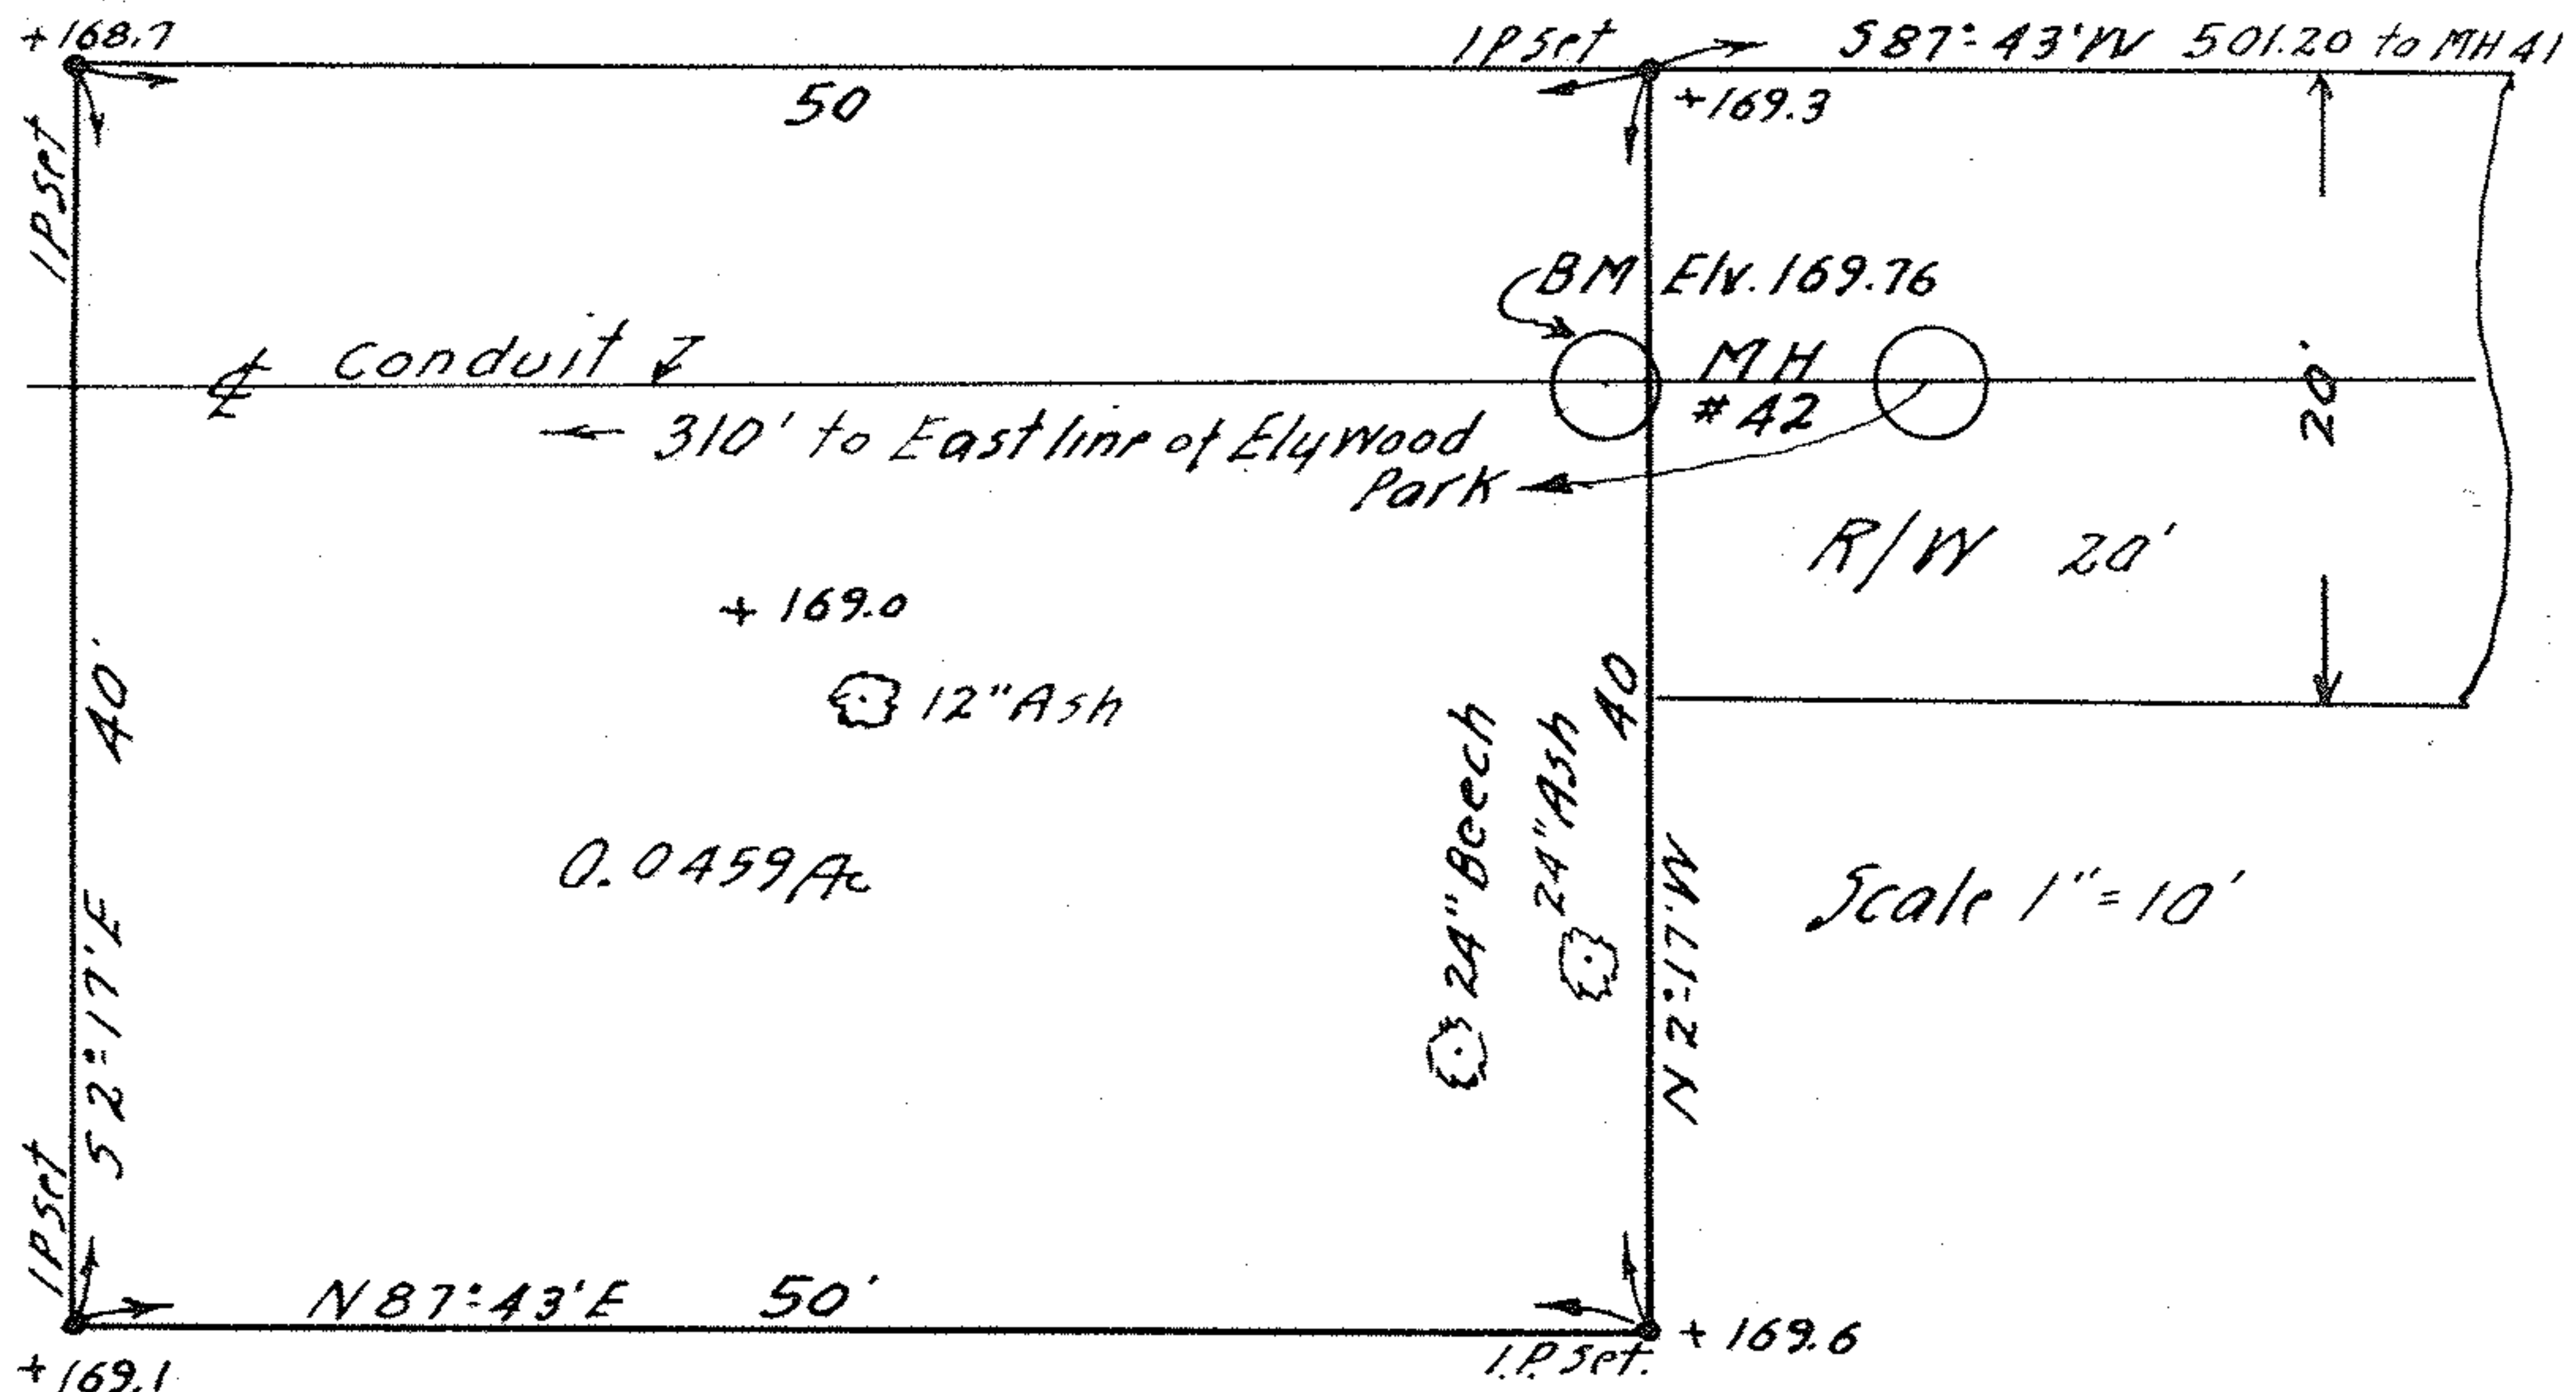 +168.7
IP Set
S87°-43'W 501.20 to MH 41
50
+169.3
IP Set
BM Elv. 169.76
℄ Conduit
MH
#42
20'
← 310' to East line of Elywood
Park
R/W 20'
+ 169.0
12" Ash
40'
40
24" Beech
24" Ash
0.0459 Ac
Scale 1" = 10'
S 2°-17'E
N 2°-17'W
IP Set
N 87°-43'E 50'
+ 169.6
I.P. Set.
+ 169.1